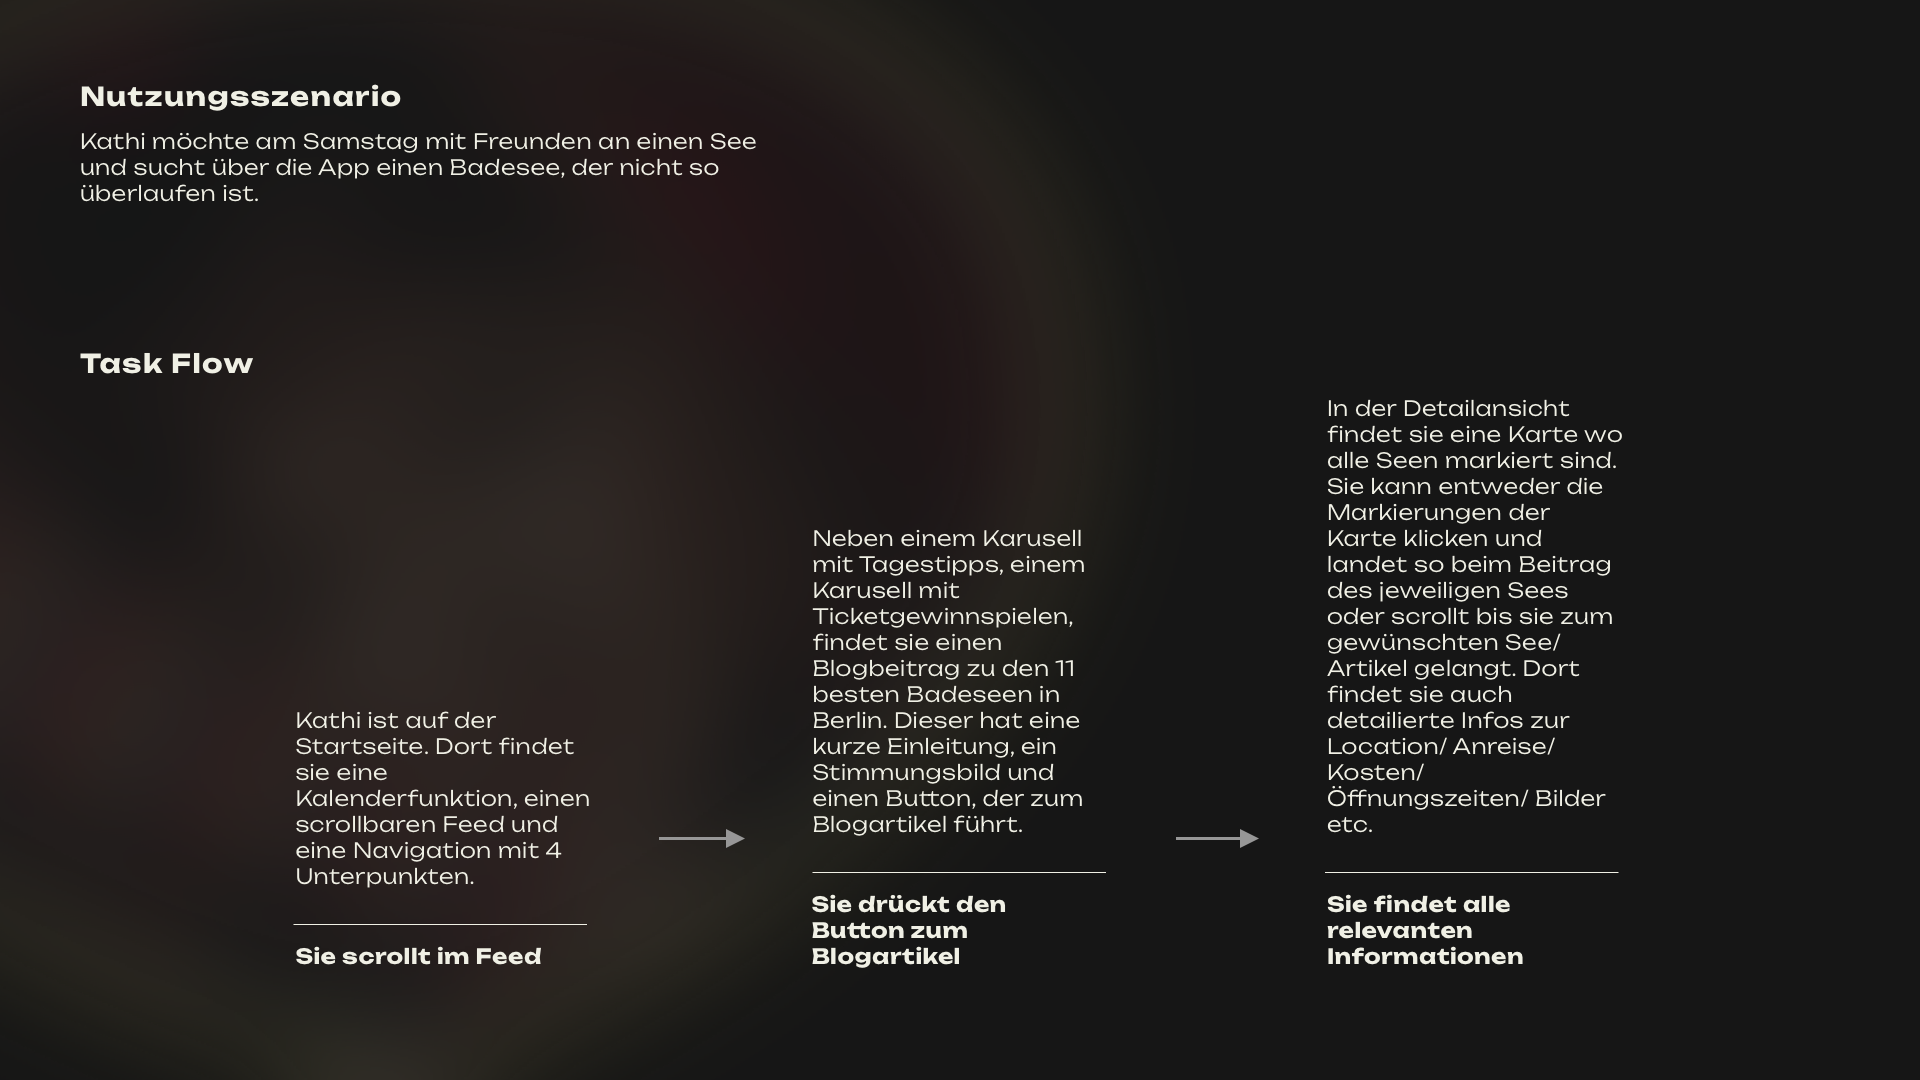 Nutzungsszenario
Kathi möchte am Samstag mit Freunden an einen See
und sucht über die App einen Badesee, der nicht so
überlaufen ist.
Task Flow
Kathi ist auf der
Startseite. Dort findet
sie eine
Kalenderfunktion, einen
scrollbaren Feed und
eine Navigation mit 4
Unterpunkten.
Sie scrollt im Feed
Neben einem Karusell
mit Tagestipps, einem
Karusell mit
Ticketgewinnspielen,
findet sie einen
Blogbeitrag zu den 11
besten Badeseen in
Berlin. Dieser hat eine
kurze Einleitung, ein
Stimmungsbild und
einen Button, der zum
Blogartikel führt.
Sie drückt den
Button zum
Blogartikel
In der Detailansicht
findet sie eine Karte wo
alle Seen markiert sind.
Sie kann entweder die
Markierungen der
Karte klicken und
landet so beim Beitrag
des jeweiligen Sees
oder scrollt bis sie zum
gewünschten See/
Artikel gelangt. Dort
findet sie auch
detailierte Infos zur
Location/ Anreise/
Kosten/
Öffnungszeiten/ Bilder
etc.
Sie findet alle
relevanten
Informationen